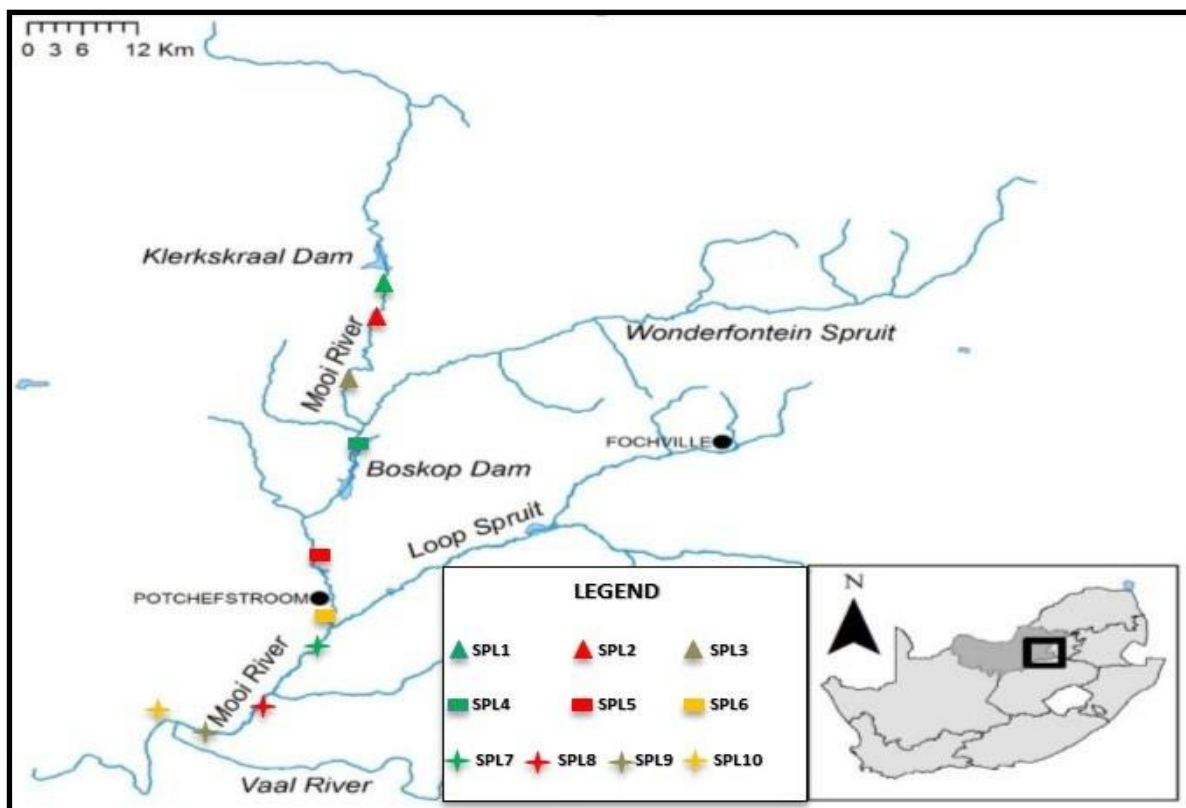 0 3 6 12 Km
Klerkskraal Dam
Mooi River
Wonderfontein Spruit
FOCHVILLE
Boskop Dam
Loop Spruit
POTCHEFSTROOM
Mooi River
Vaal River
LEGEND
SPL1 SPL2 SPL3
SPL4 SPL5 SPL6
SPL7 SPL8 SPL9 SPL10
N